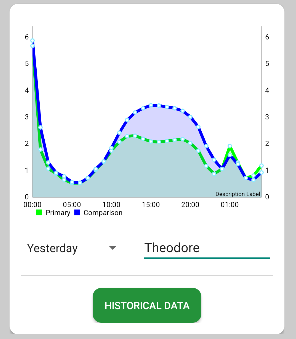 6 6
5 5
4 4
3 3
2 2
1 1
0 Description Label 0
00:00 05:00 10:00 15:00 20:00 01:00
Primary Comparison
Yesterday Theodore
HISTORICAL DATA